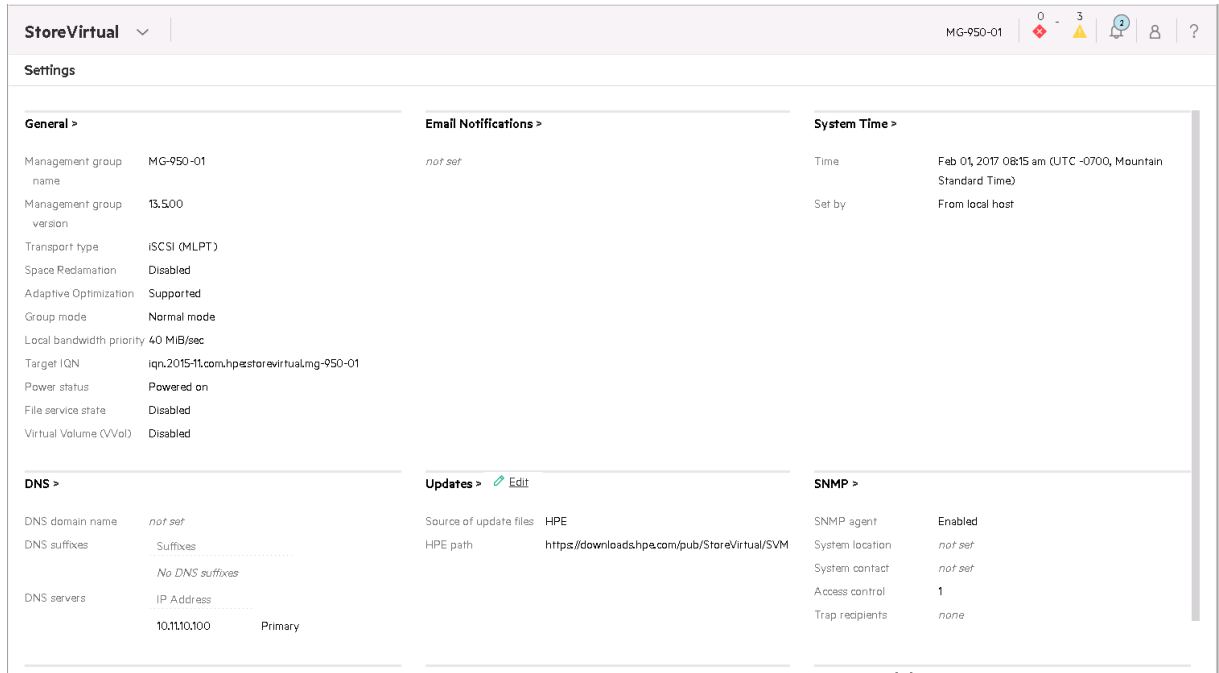 StoreVirtual
MG-950-01
0
-
3
2
?
Settings
General >
Management group name
MG-950-01
Management group version
13.5.00
Transport type
iSCSI (MLPT)
Space Reclamation
Disabled
Adaptive Optimization
Supported
Group mode
Normal mode
Local bandwidth priority
40 MiB/sec
Target IQN
iqn.2015-11.com.hpe:storevirtual.mg-950-01
Power status
Powered on
File service state
Disabled
Virtual Volume (VVol)
Disabled
Email Notifications >
not set
System Time >
Time
Feb 01, 2017 08:15 am (UTC -0700, Mountain
Standard Time)
Set by
From local host
DNS >
DNS domain name
not set
DNS suffixes
Suffixes
No DNS suffixes
DNS servers
IP Address
10.11.10.100
Primary
Updates >
Edit
Source of update files
HPE
HPE path
https://downloads.hpe.com/pub/StoreVirtual/SVM
SNMP >
SNMP agent
Enabled
System location
not set
System contact
not set
Access control
1
Trap recipients
none